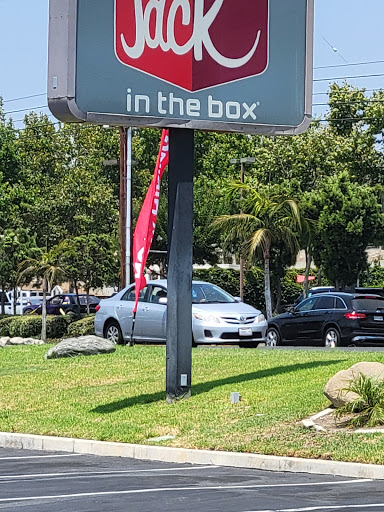 Jack
in the box